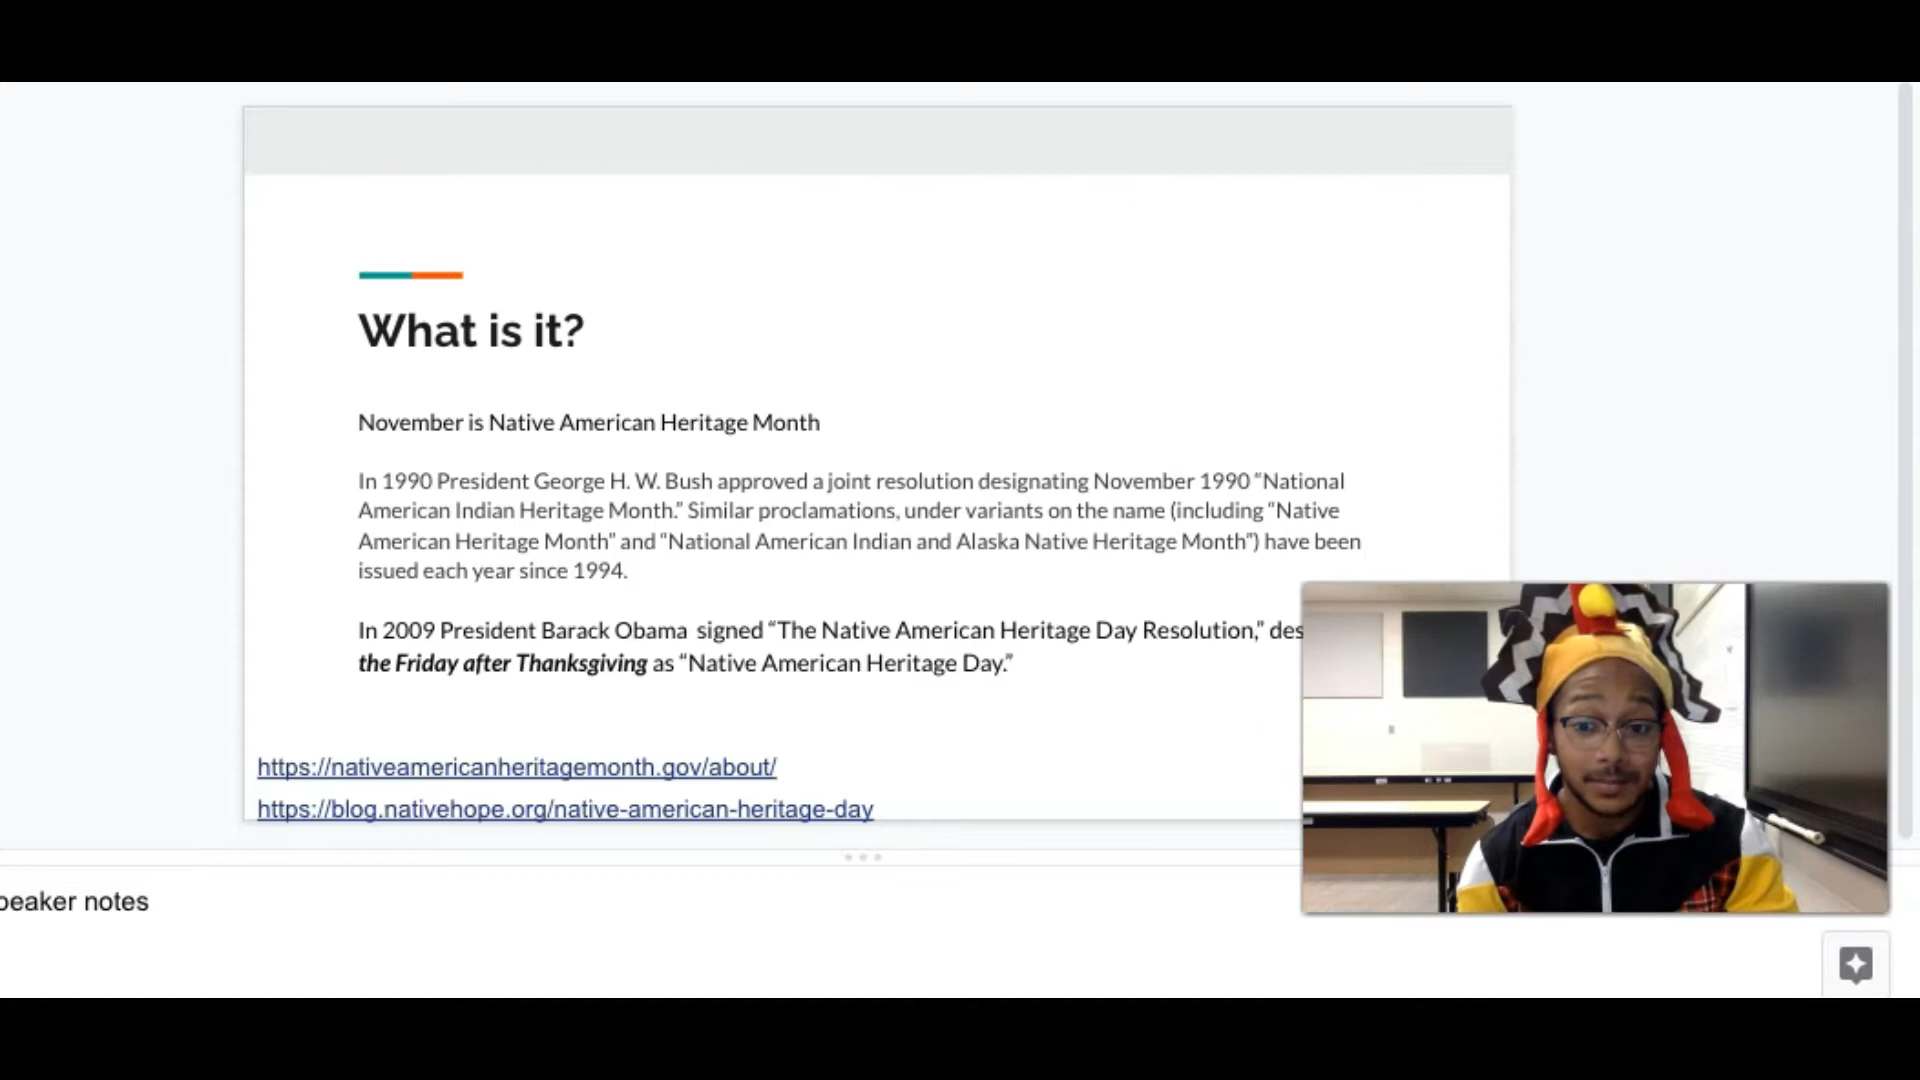 What is it?
November is Native American Heritage Month
In 1990 President George H. W. Bush approved a joint resolution designating November 1990 “National
American Indian Heritage Month.” Similar proclamations, under variants on the name (including “Native
American Heritage Month” and “National American Indian and Alaska Native Heritage Month”) have been
issued each year since 1994.
In 2009 President Barack Obama signed “The Native American Heritage Day Resolution,” des
the Friday after Thanksgiving as “Native American Heritage Day.”
https://nativeamericanheritagemonth.gov/about/
https://blog.nativehope.org/native-american-heritage-day
peaker notes